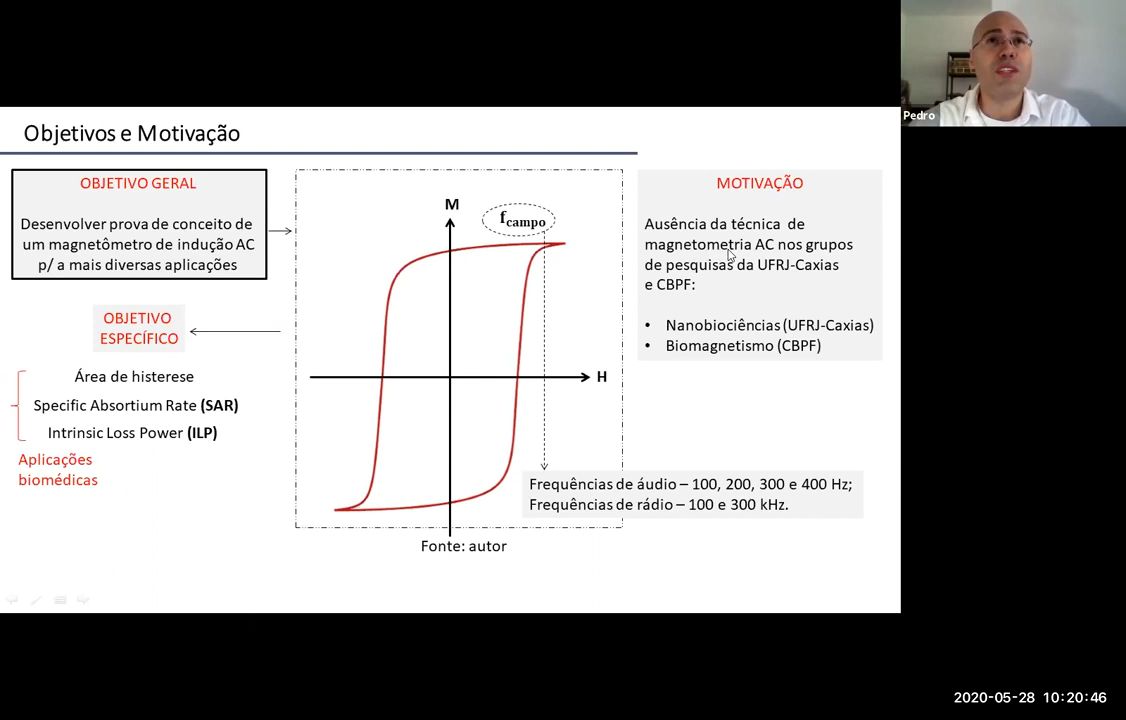 Pedro
Objetivos e Motivação
OBJETIVO GERAL
Desenvolver prova de conceito de
um magnetômetro de indução AC
p/ a mais diversas aplicações
OBJETIVO
ESPECÍFICO
Área de histerese
Specific Absortium Rate (SAR)
Intrinsic Loss Power (ILP)
Aplicações
biomédicas
M
f campo
H
Fonte: autor
MOTIVAÇÃO
Ausência da técnica de
magnetometria AC nos grupos
de pesquisas da UFRJ-Caxias
e CBPF:
• Nanobiociências (UFRJ-Caxias)
• Biomagnetismo (CBPF)
Frequências de áudio – 100, 200, 300 e 400 Hz;
Frequências de rádio – 100 e 300 kHz.
2020-05-28 10:20:46